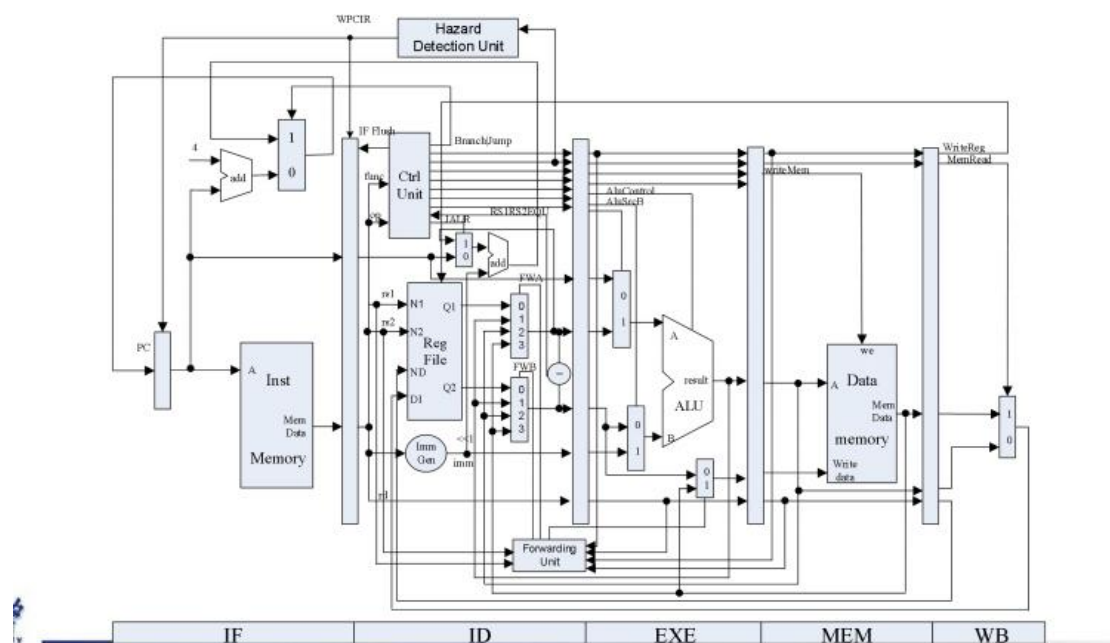 WPCIR
Hazard
Detection Unit
IF Flush
Branch/Jump
WriteReg
MemRead
1
0
4
add
func
Ctrl
Unit
writeMem
AluControl
AluSrcB
op
JALR
RS1RS2EQU
1
0
add
FWA
rs1
N1
Q1
0
1
2
3
0
1
A
rs2
N2
Reg
File
PC
we
A
Inst
Memory
Mem
Data
ND
DI
Q2
FWB
0
1
2
3
result
ALU
B
0
1
A
Data
memory
Mem
Data
Write
data
1
0
Imm
Gen
<<1
imm
0
1
rd
Forwarding
Unit
IF
ID
EXE
MEM
WB